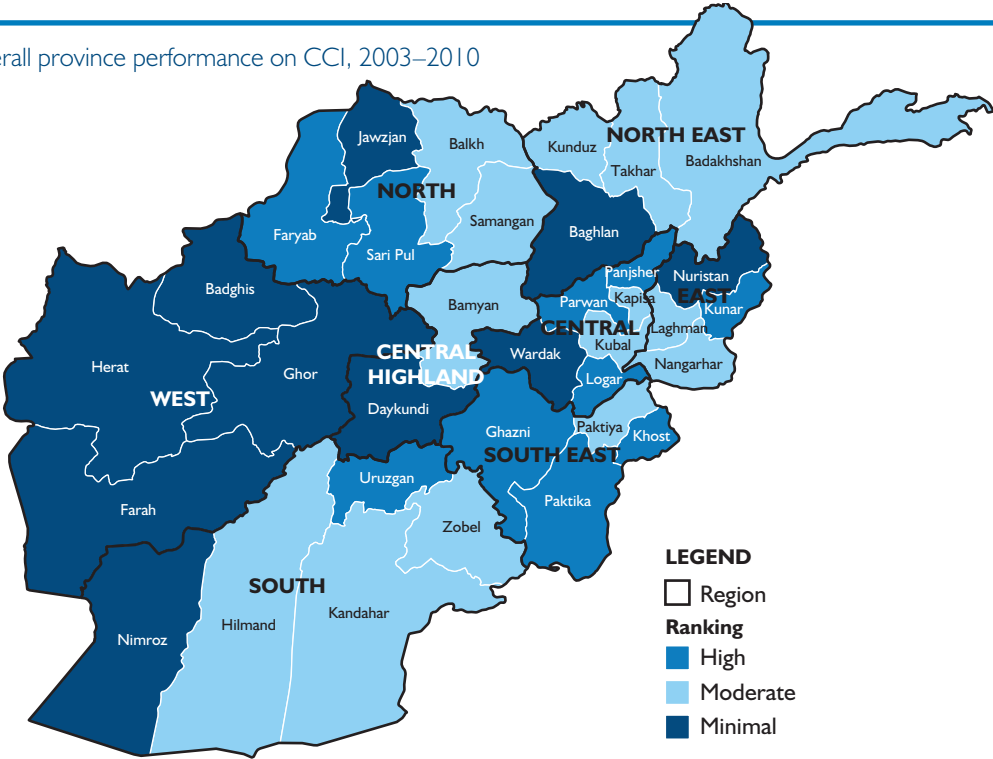 erall province performance on CCI, 2003–2010
Jawzjan
Balkh
Kunduz
NORTH EAST
Takhar
Badakhshan
NORTH
Samangan
Faryab
Sari Pul
Baghlan
Badghis
Bamyan
Panjsher
Nuristan
Parwan
Kapisa
EAST
Kunar
CENTRAL
Kubal
Laghman
Herat
Ghor
CENTRAL
HIGHLAND
Wardak
Nangarhar
WEST
Daykundi
Logar
Ghazni
Paktiya
Khost
SOUTH EAST
Uruzgan
Paktika
Farah
Zobel
SOUTH
Hilmand
Kandahar
Nimroz
LEGEND
Region
Ranking
High
Moderate
Minimal